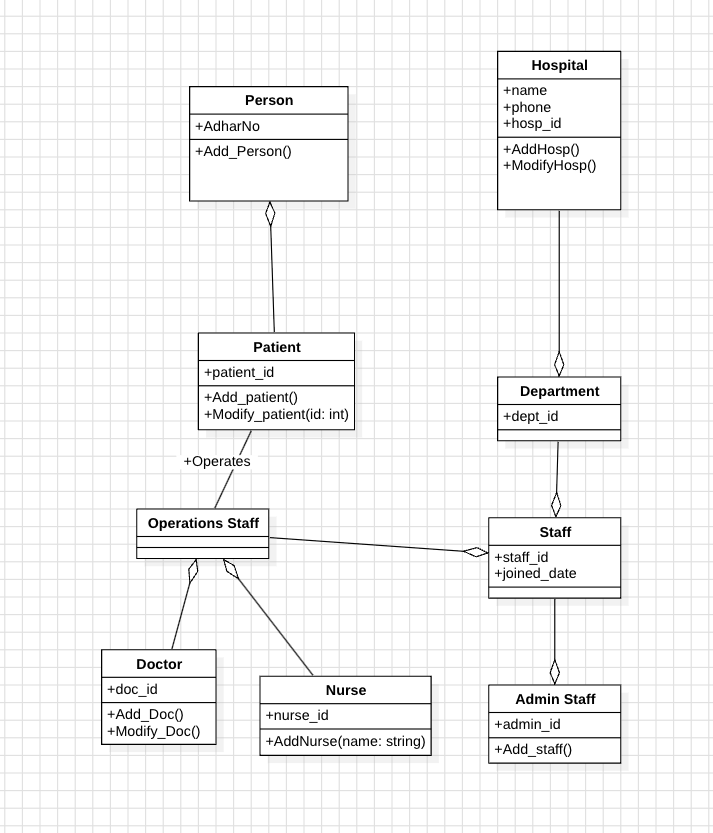 Person
+AdharNo
+Add_Person()
Hospital
+name
+phone
+hosp_id
+AddHosp()
+ModifyHosp()
Patient
+patient_id
+Add_patient()
+Modify_patient(id: int)
Department
+dept_id
+Operates
Operations Staff
Staff
+staff_id
+joined_date
Doctor
+doc_id
+Add_Doc()
+Modify_Doc()
Nurse
+nurse_id
+AddNurse(name: string)
Admin Staff
+admin_id
+Add_staff()